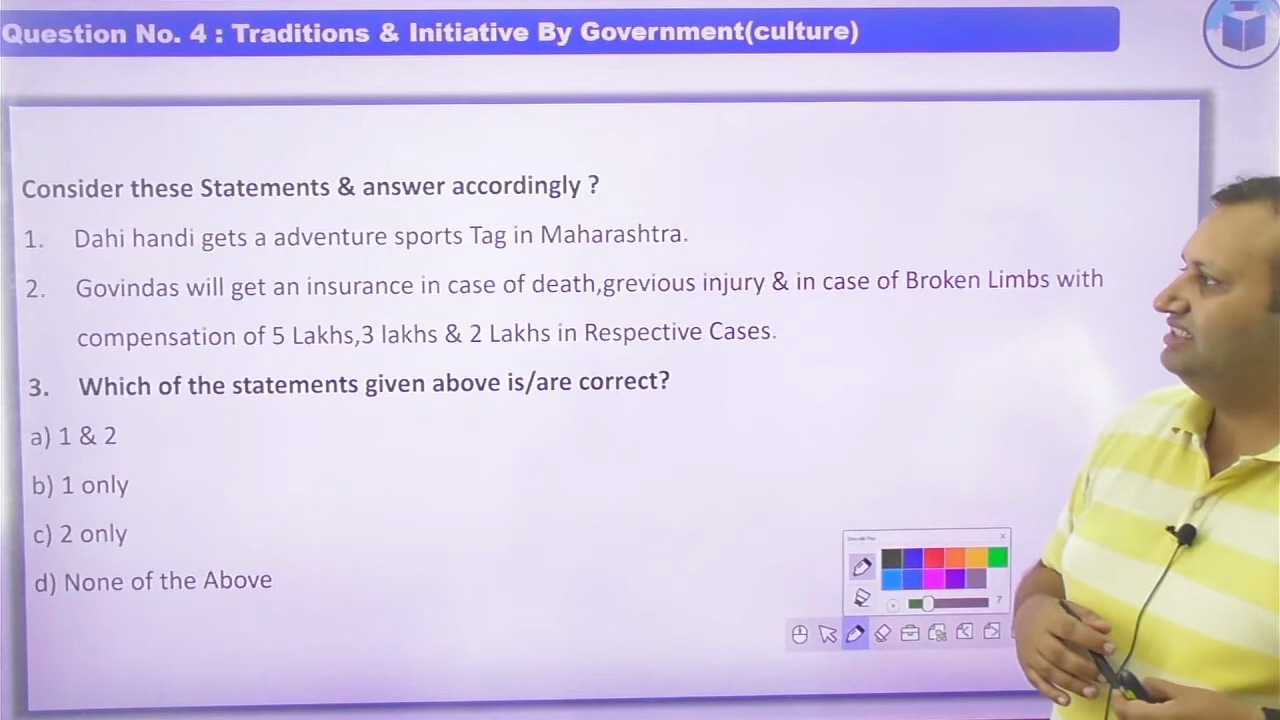 Question No. 4 : Traditions & Initiative By Government(culture)
Consider these Statements & answer accordingly ?
1. Dahi handi gets a adventure sports Tag in Maharashtra.
2. Govindas will get an insurance in case of death,grevious injury & in case of Broken Limbs with
compensation of 5 Lakhs,3 lakhs & 2 Lakhs in Respective Cases.
3. Which of the statements given above is/are correct?
a) 1 & 2
b) 1 only
c) 2 only
d) None of the Above
7